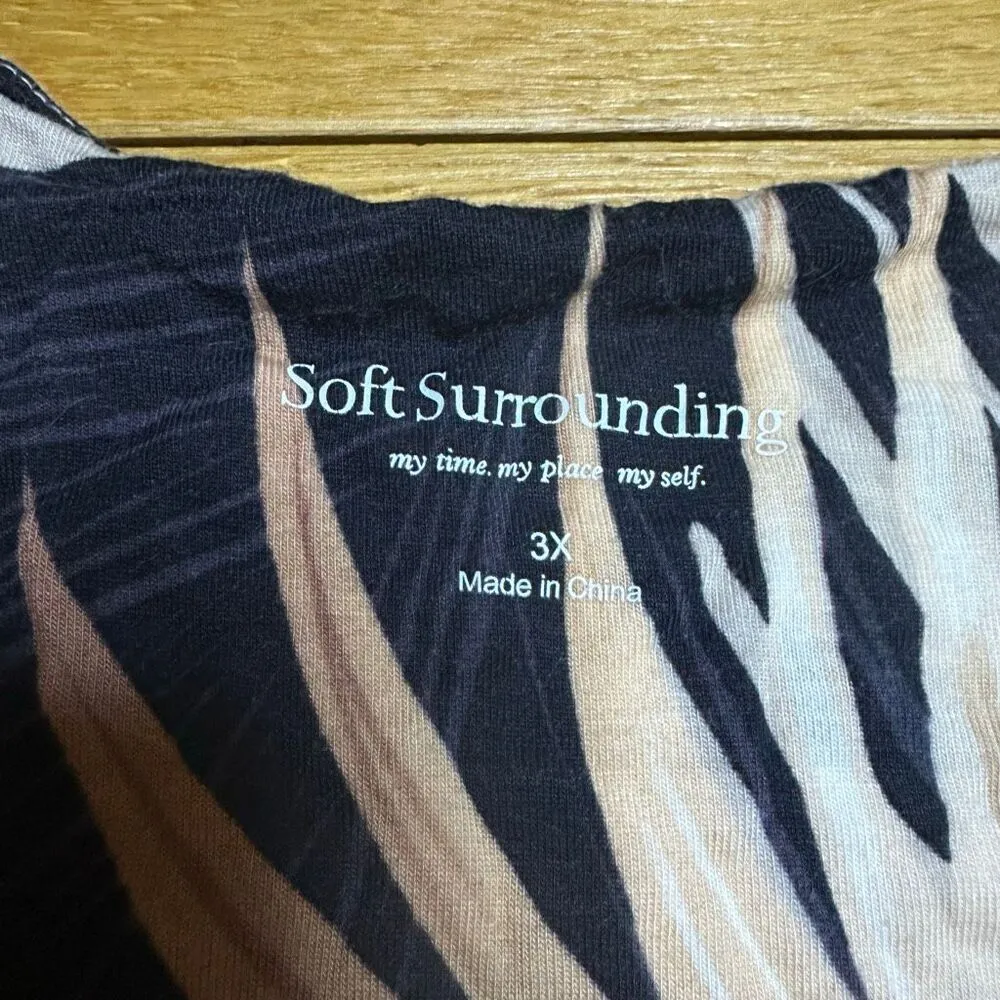 Soft Surrounding
my time. my place my self.
3X
Made in China